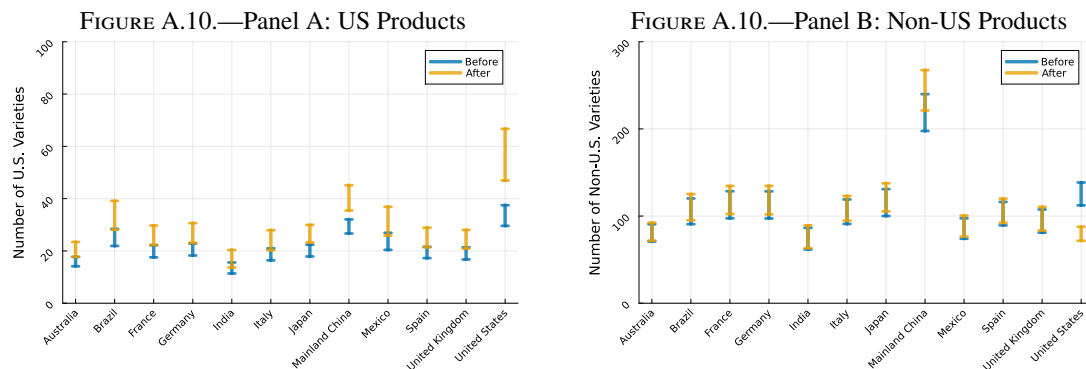 FIGURE A.10.—Panel A: US Products
Number of U.S. Varieties
100
80
60
40
20
0
Before
After
Australia
Brazil
France
Germany
India
Italy
Japan
Mainland China
Mexico
Spain
United Kingdom
United States
FIGURE A.10.—Panel B: Non-US Products
Number of Non-U.S. Varieties
300
200
100
0
Before
After
Australia
Brazil
France
Germany
India
Italy
Japan
Mainland China
Mexico
Spain
United Kingdom
United States